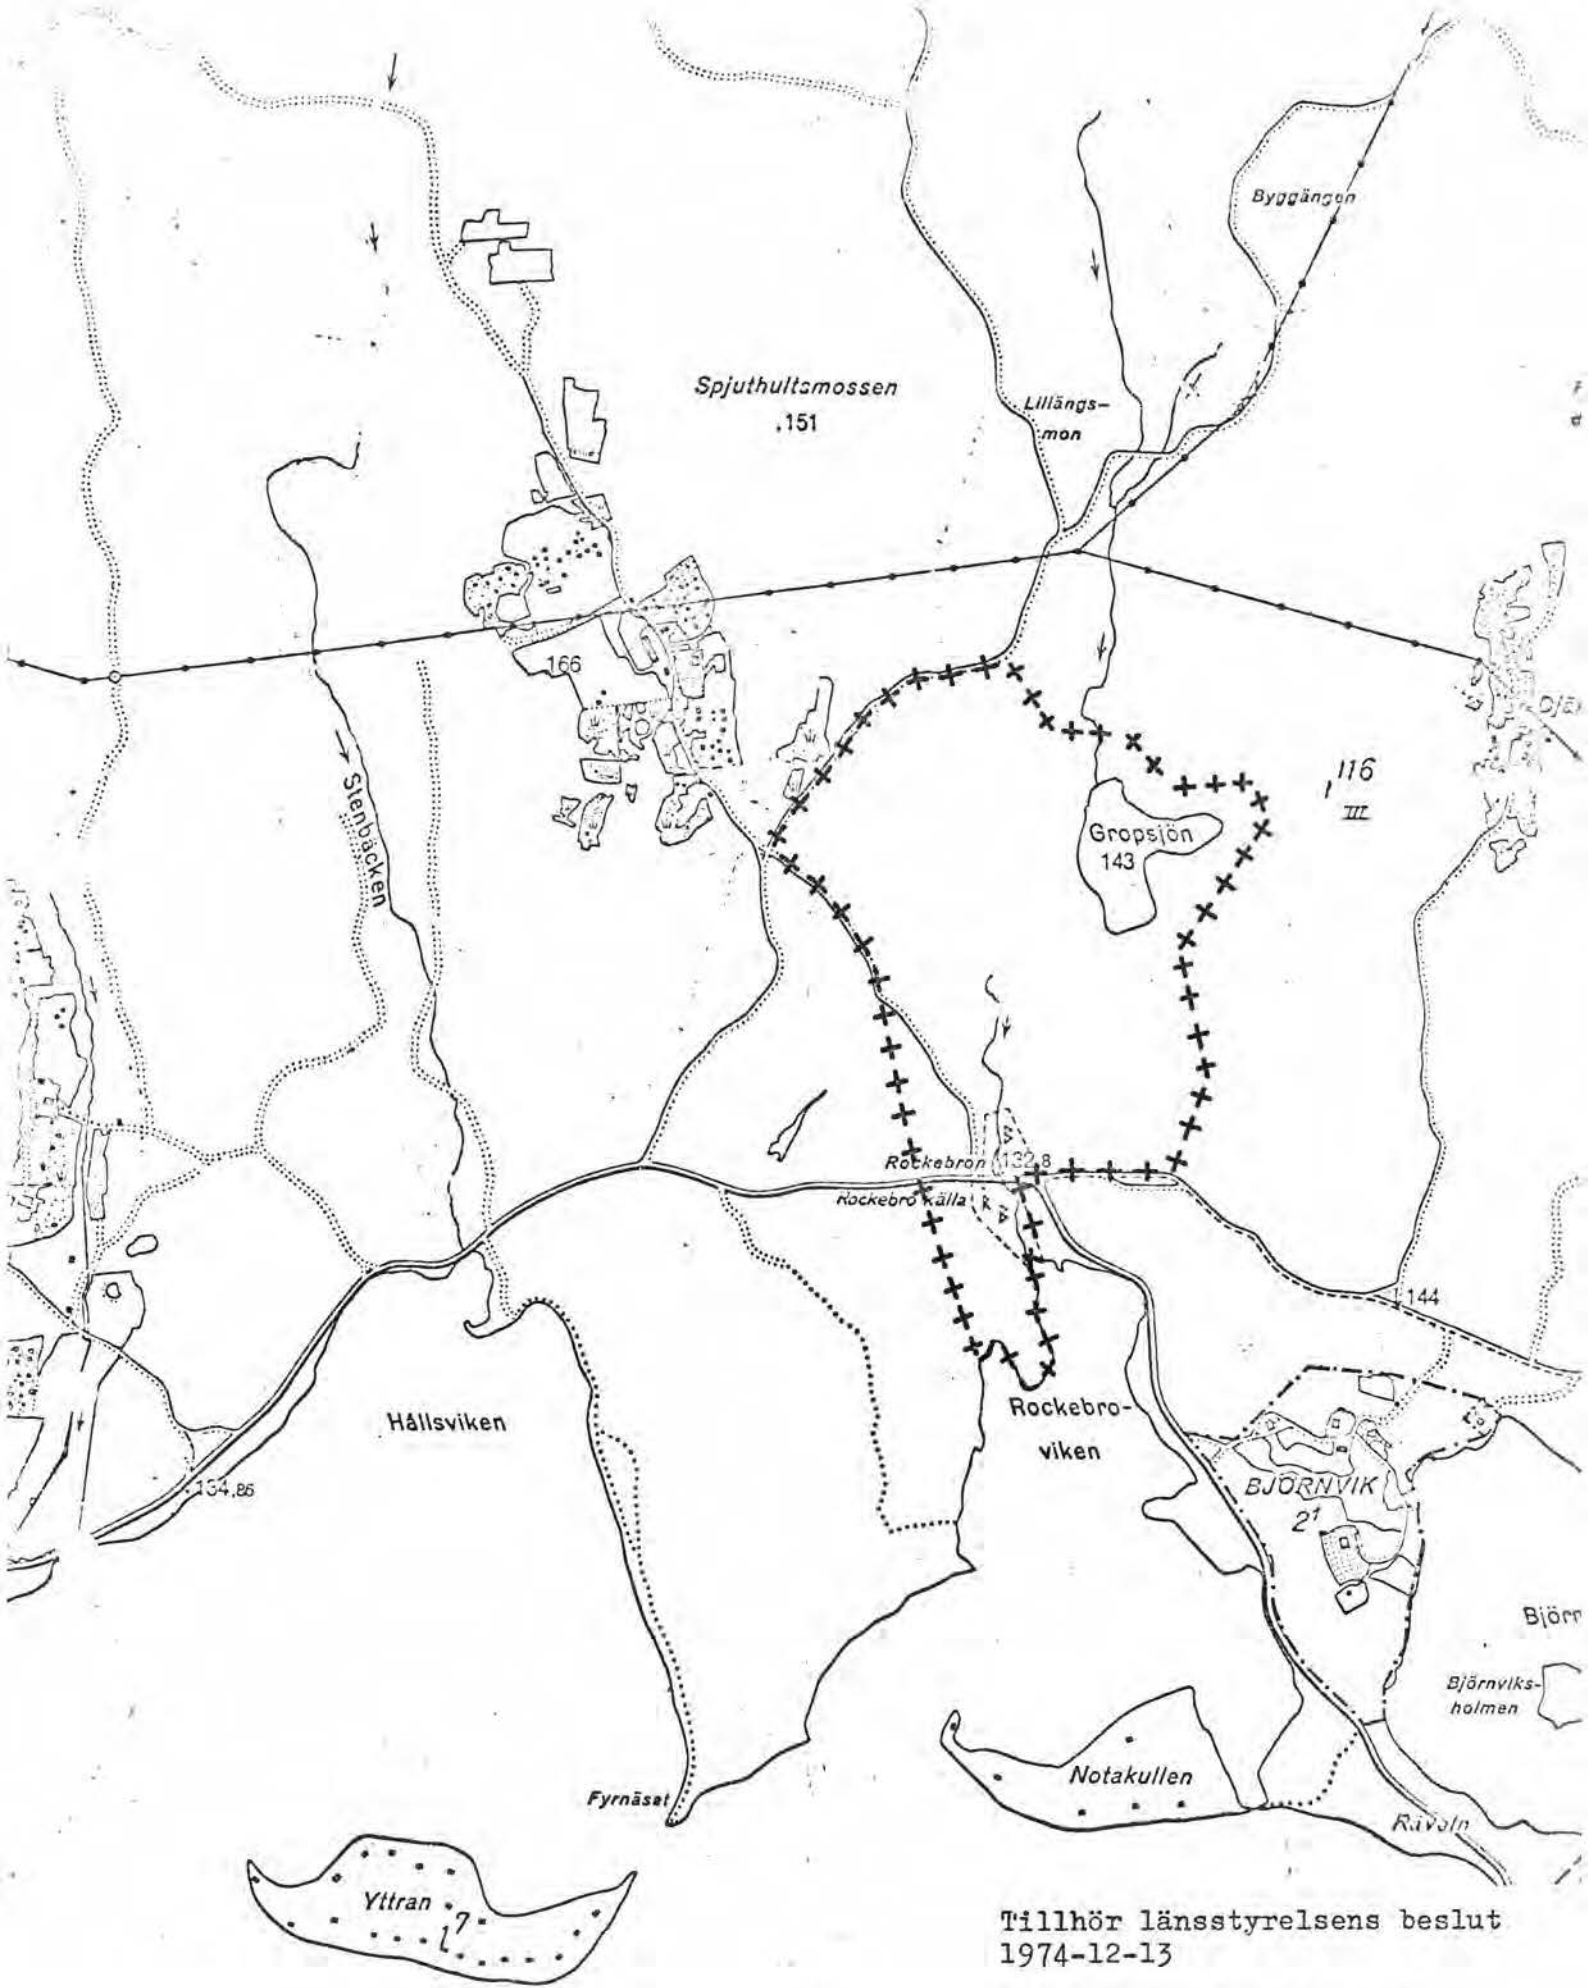 Byggängen
Spjuthultsmossen
.151
Lillängs-
mon
166
Stenbäcken
116
III
Gropsjön
143
Rockebron 132,8
Rockebro källa
144
Hållsviken
Rockebro-
viken
134,86
BJÖRNVIK
2¹
Björnviks-
holmen
Notakullen
Fyrnäset
Yttran
Tillhör länsstyrelsens beslut
1974-12-13